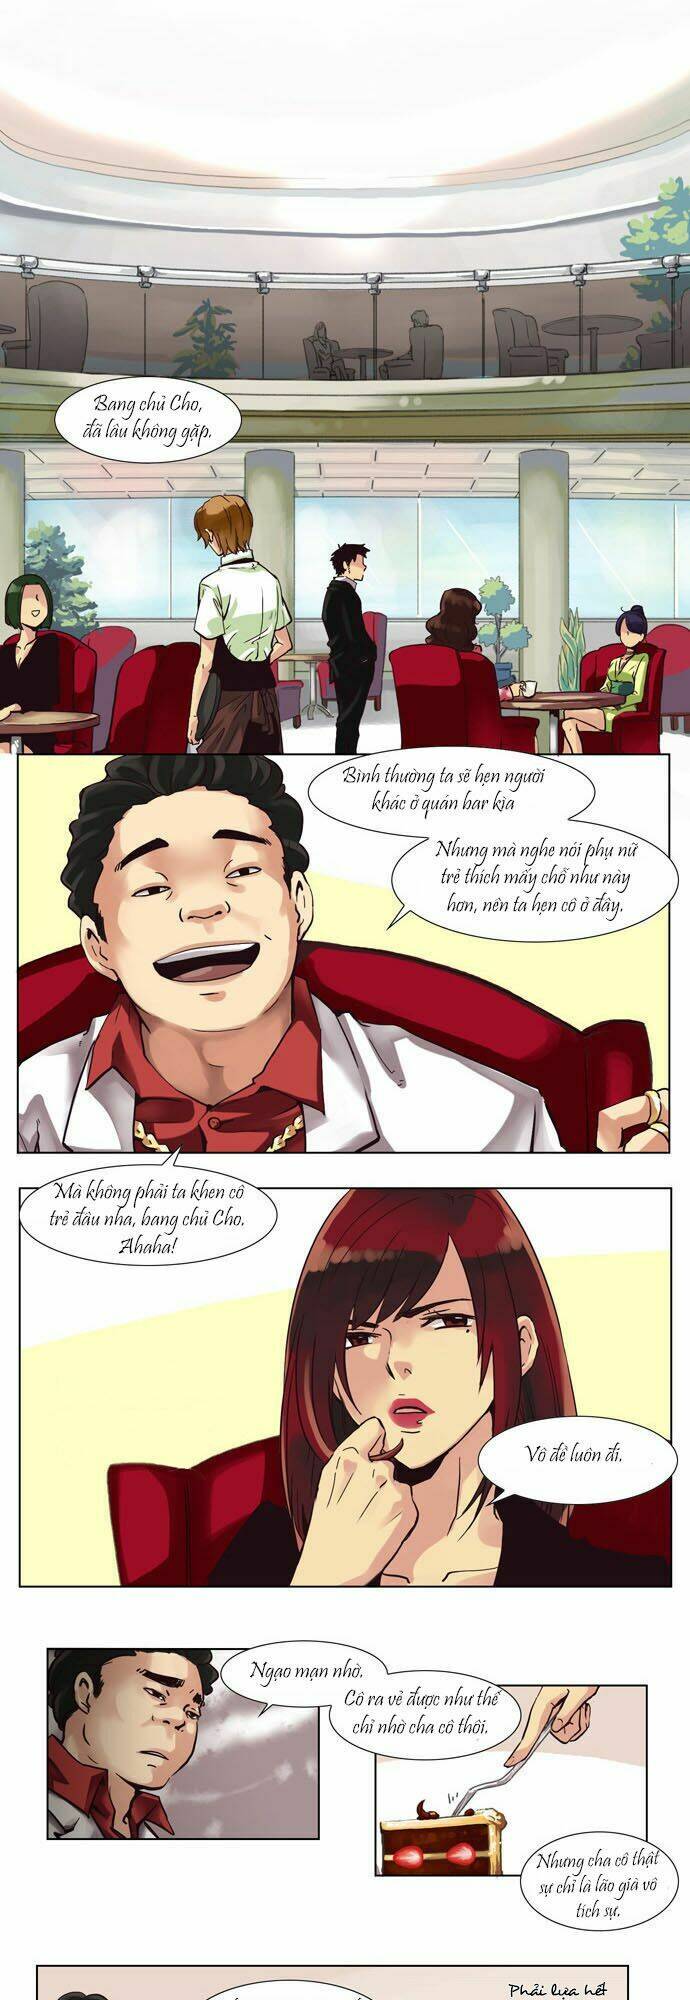 Bang chủ Cho,
đã lâu không gặp.
Bình thường ta sẽ hẹn người
khác ở quán bar kìa
Nhưng mà nghe nói phụ nữ
trẻ thích mấy chỗ như này
hơn, nên ta hẹn cô ở đây.
Mà không phải ta khen cô
trẻ đâu nha, bang chủ Cho.
Ahaha!
Vô đề luôn đi.
Ngạo mạn nhờ.
Cô ra vẻ được như thế
chỉ nhờ cha cô thôi.
Nhưng cha cô thật
sự chỉ là lão già vô
tích sự.
Phải lựa hết